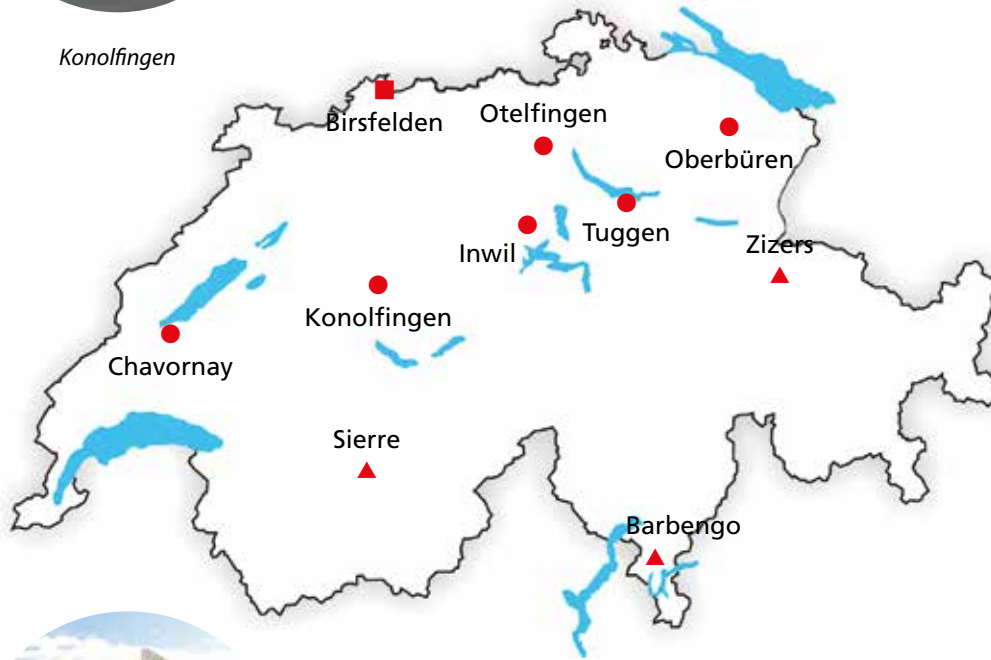 Konolfingen
Birsfelden
Otelfingen
Oberbüren
Tuggen
Inwil
Zizers
Konolfingen
Chavornay
Sierre
Barbengo